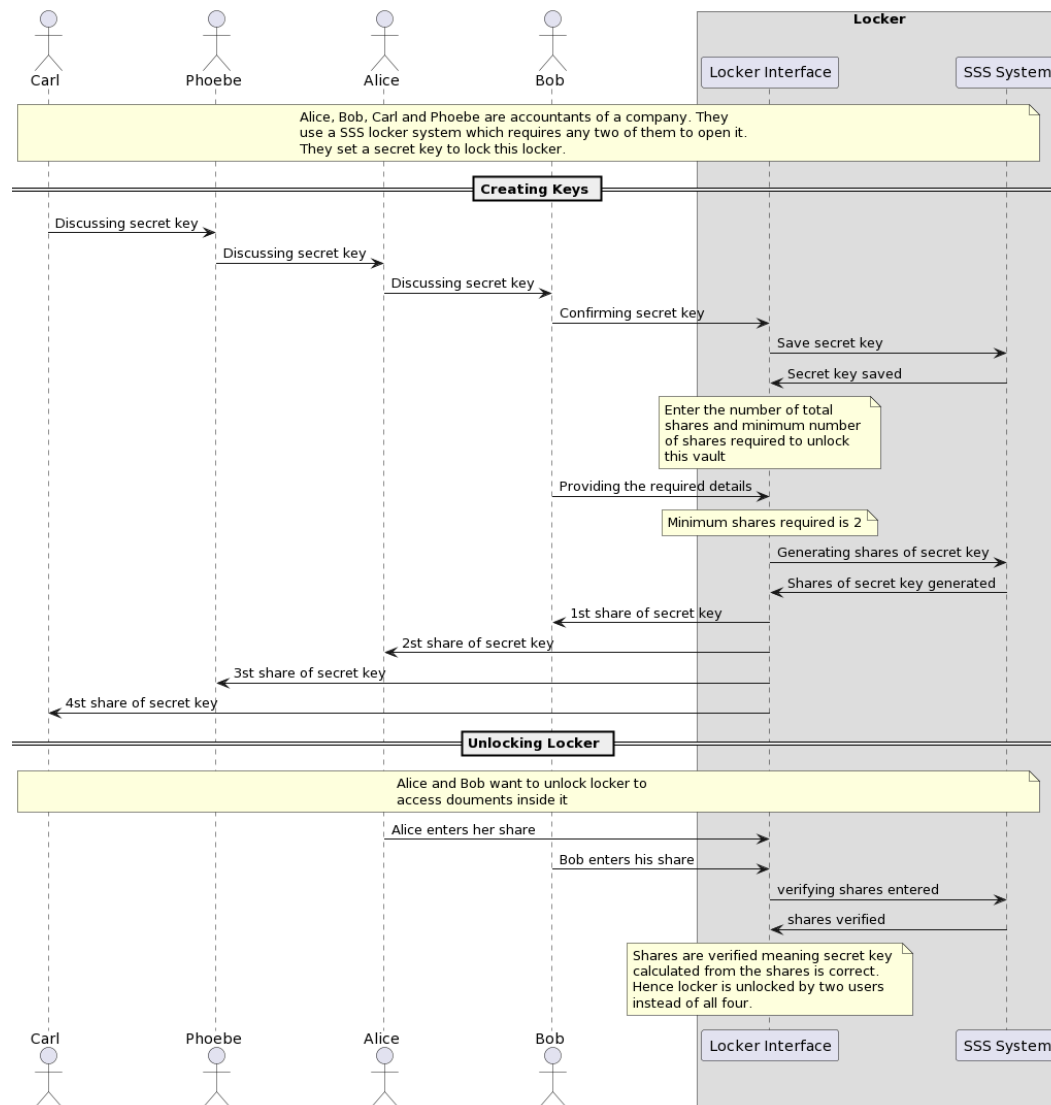 Locker
Carl
Phoebe
Alice
Bob
Locker Interface
SSS System
Alice, Bob, Carl and Phoebe are accountants of a company. They
use a SSS locker system which requires any two of them to open it.
They set a secret key to lock this locker.
Creating Keys
Discussing secret key
Discussing secret key
Discussing secret key
Confirming secret key
Save secret key
Secret key saved
Enter the number of total
shares and minimum number
of shares required to unlock
this vault
Providing the required details
Minimum shares required is 2
Generating shares of secret key
Shares of secret key generated
1st share of secret key
2st share of secret key
3st share of secret key
4st share of secret key
Unlocking Locker
Alice and Bob want to unlock locker to
access douments inside it
Alice enters her share
Bob enters his share
verifying shares entered
shares verified
Shares are verified meaning secret key
calculated from the shares is correct.
Hence locker is unlocked by two users
instead of all four.
Carl
Phoebe
Alice
Bob
Locker Interface
SSS System